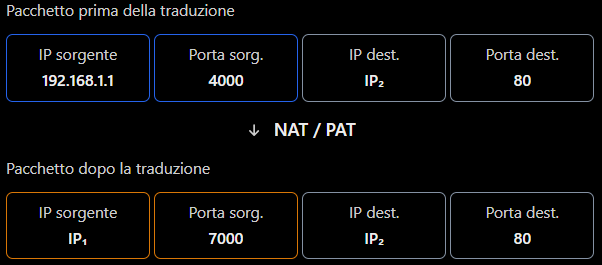 Pacchetto prima della traduzione
IP sorgente Porta sorg. IP dest. Porta dest.
192.168.1.1 4000 IP₂ 80
↓ NAT / PAT
Pacchetto dopo la traduzione
IP sorgente Porta sorg. IP dest. Porta dest.
IP₁ 7000 IP₂ 80